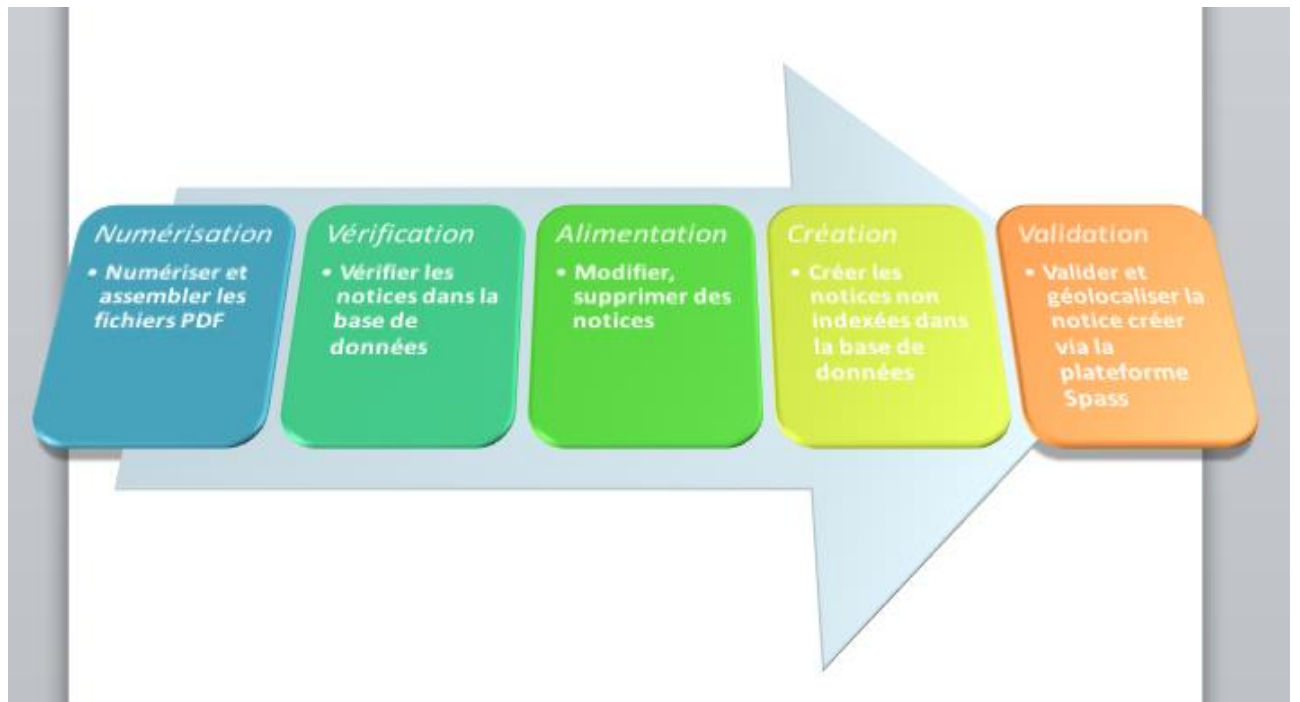 Numérisation
• Numériser et
assembler les
fichiers PDF
Vérification
• Vérifier les
notices dans la
base de
données
Alimentation
• Modifier,
supprimer des
notices
Création
• Créer les
notices non
indexées dans
la base de
données
Validation
• Valider et
géolocaliser la
notice créer
via la
plateforme
Spass